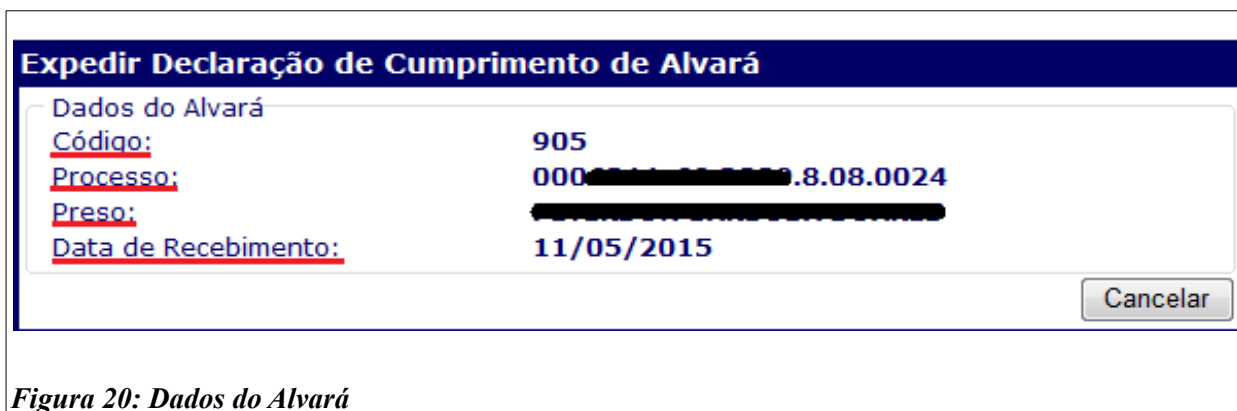 Expedir Declaração de Cumprimento de Alvará
Dados do Alvará
Código: 905
Processo: 000 .8.08.0024
Preso:
Data de Recebimento: 11/05/2015
Cancelar
Figura 20: Dados do Alvará